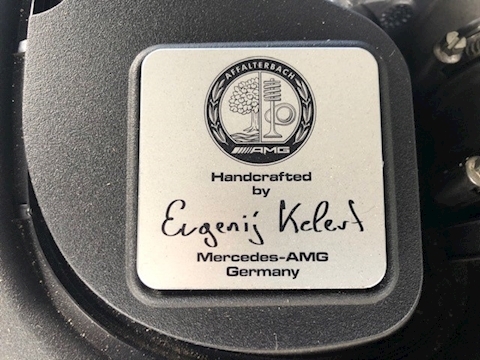 AFFALTERBACH
AMG
Handcrafted
by
Evgenij Kelert
Mercedes-AMG
Germany